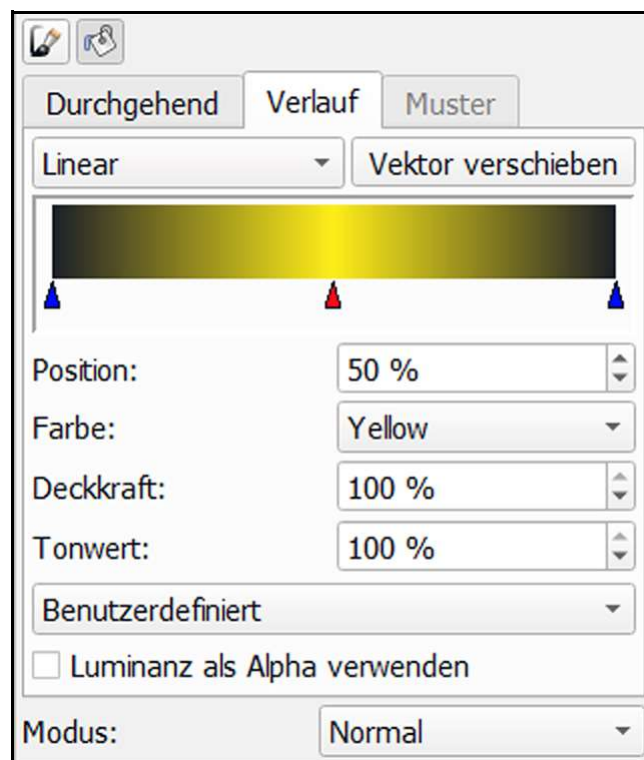 Durchgehend Verlauf Muster
Linear Vektor verschieben
Position: 50 %
Farbe: Yellow
Deckkraft: 100 %
Tonwert: 100 %
Benutzerdefiniert
Luminanz als Alpha verwenden
Modus: Normal